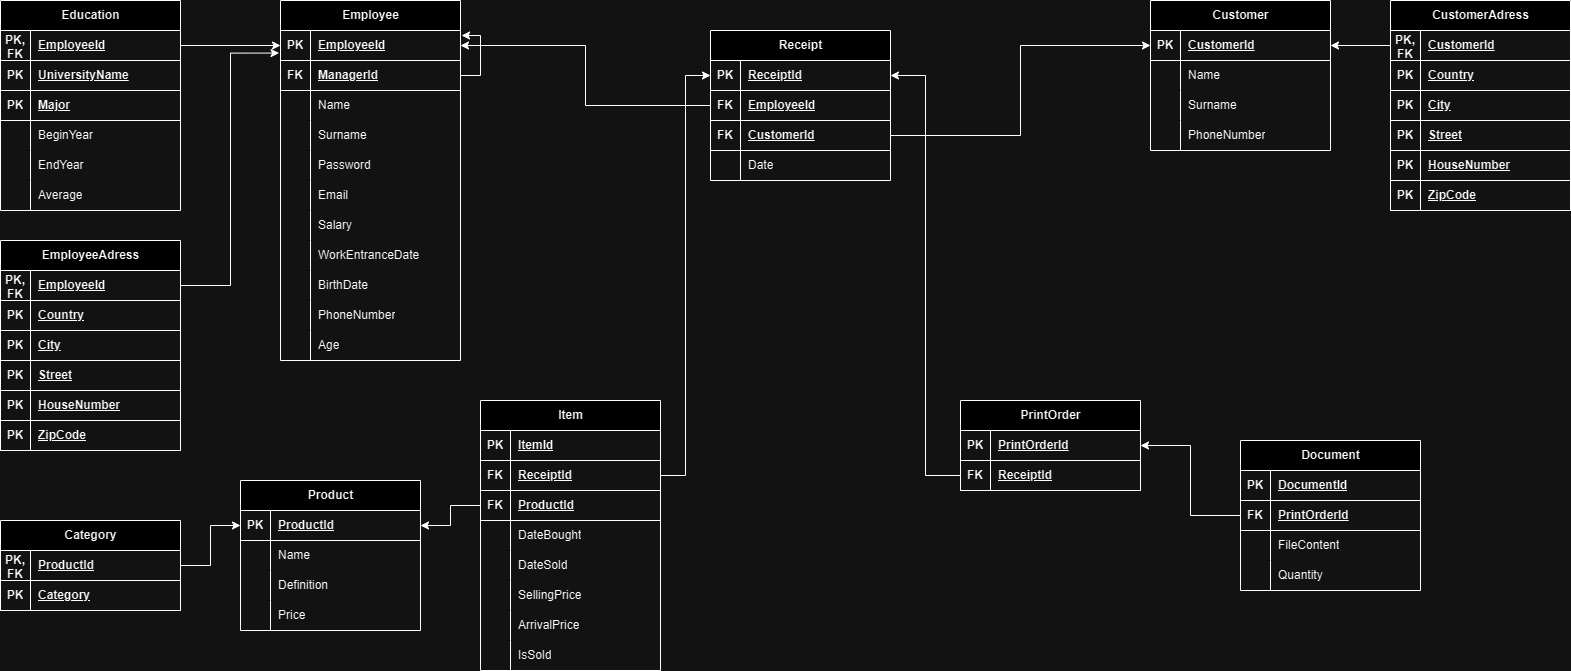 Education
PK, FK EmployeeId
PK UniversityName
PK Major
BeginYear
EndYear
Average
EmployeeAdress
PK, FK EmployeeId
PK Country
PK City
PK Street
PK HouseNumber
PK ZipCode
Category
PK, FK ProductId
PK Category
Employee
PK EmployeeId
FK ManagerId
Name
Surname
Password
Email
Salary
WorkEntranceDate
BirthDate
PhoneNumber
Age
Product
PK ProductId
Name
Definition
Price
Item
PK ItemId
FK ReceiptId
FK ProductId
DateBought
DateSold
SellingPrice
ArrivalPrice
IsSold
Receipt
PK ReceiptId
FK EmployeeId
FK CustomerId
Date
PrintOrder
PK PrintOrderId
FK ReceiptId
Customer
PK CustomerId
Name
Surname
PhoneNumber
CustomerAdress
PK, FK CustomerId
PK Country
PK City
PK Street
PK HouseNumber
PK ZipCode
Document
PK DocumentId
FK PrintOrderId
FileContent
Quantity